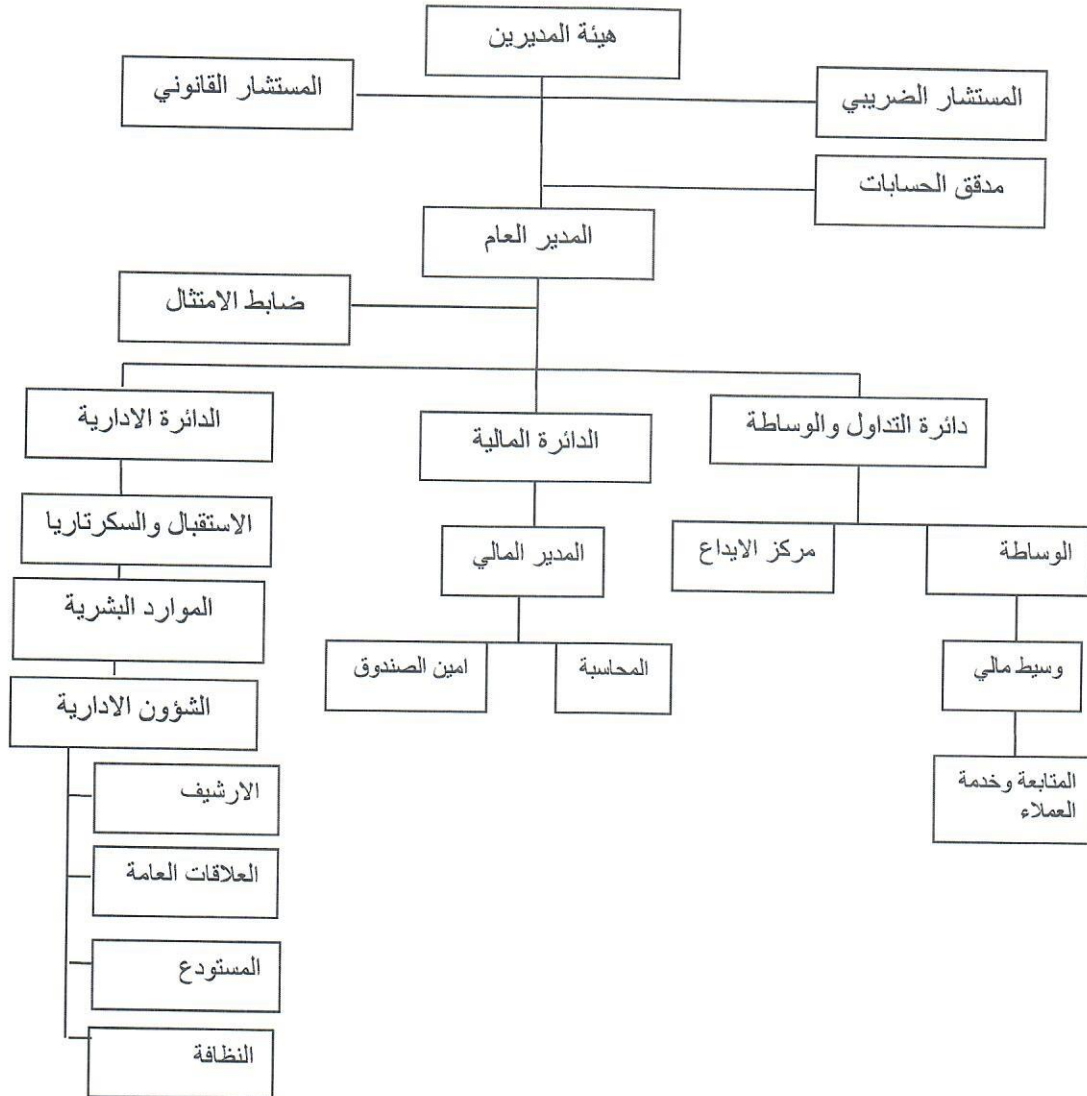 هيئة المديرين
المستشار القانوني
المستشار الضريبي
مدقق الحسابات
المدير العام
ضابط الامتثال
دائرة التداول والوساطة
الدائرة المالية
الدائرة الادارية
الوساطة
مركز الايداع
وسيط مالي
المتابعة وخدمة
العملاء
المدير المالي
المحاسبة
امين الصندوق
الاستقبال والسكرتاريا
الموارد البشرية
الشؤون الادارية
الارشيف
العلاقات العامة
المستودع
النظافة